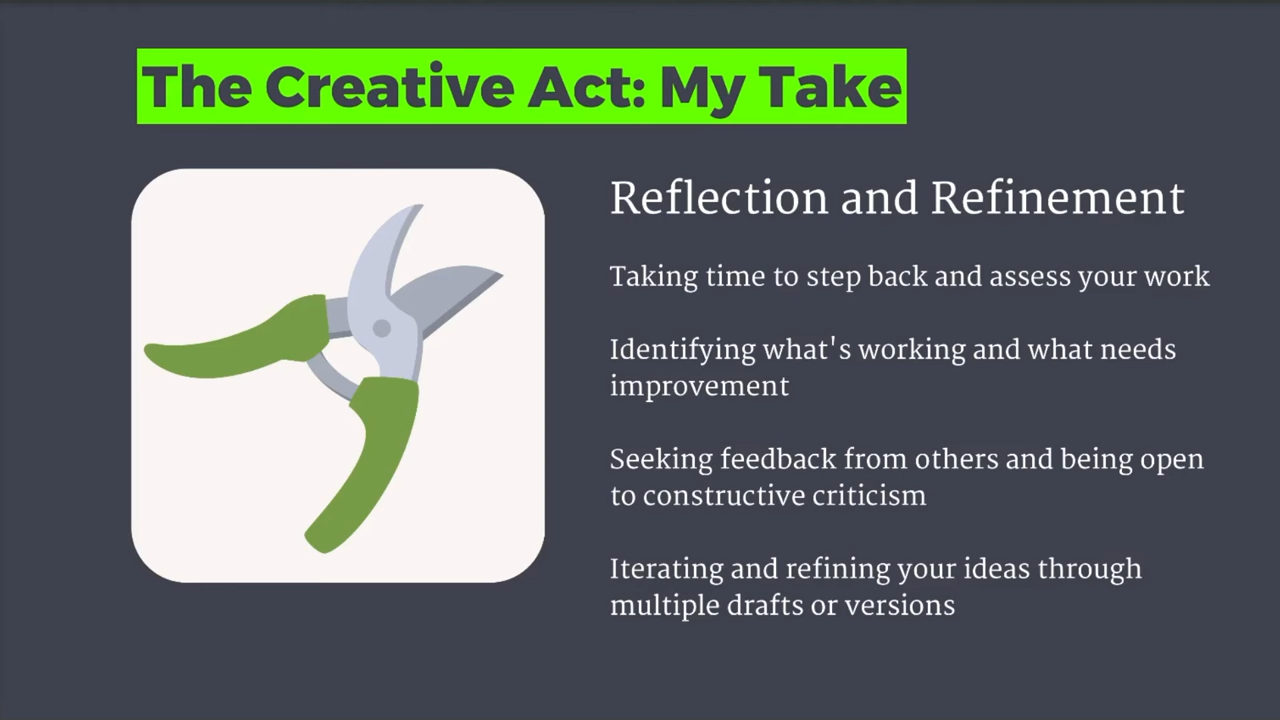 The Creative Act: My Take
Reflection and Refinement
Taking time to step back and assess your work
Identifying what's working and what needs
improvement
Seeking feedback from others and being open
to constructive criticism
Iterating and refining your ideas through
multiple drafts or versions